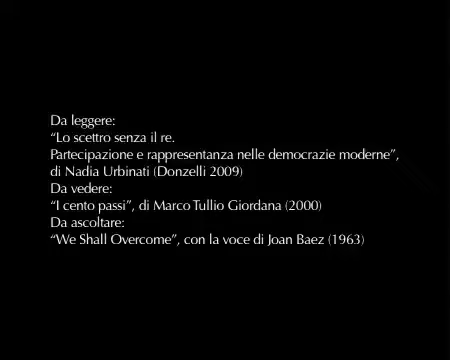 Da leggere:
“Lo scettro senza il re.
Partecipazione e rappresentanza nelle democrazie moderne”,
di Nadia Urbinati (Donzelli 2009)
Da vedere:
“I cento passi”, di Marco Tullio Giordana (2000)
Da ascoltare:
“We Shall Overcome”, con la voce di Joan Baez (1963)